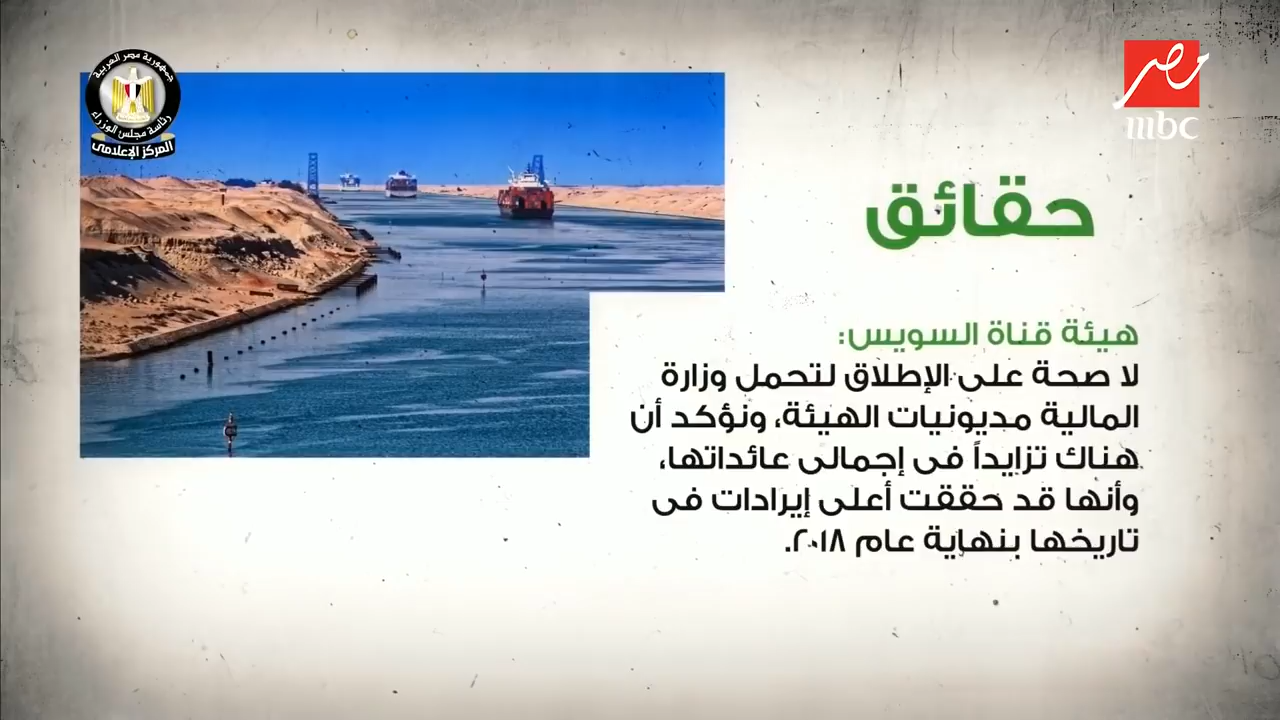 جمهورية مصر العربية
رئاسة مجلس الوزراء
المركز الإعلامى
مصر
mbc
حقائق
هيئة قناة السويس:
لا صحة على الإطلاق لتحمل وزارة
المالية مديونيات الهيئة، ونؤكد أن
هناك تزايداً فى إجمالى عائداتها،
وأنها قد حققت أعلى إيرادات فى
تاريخها بنهاية عام ٢٠١٨.